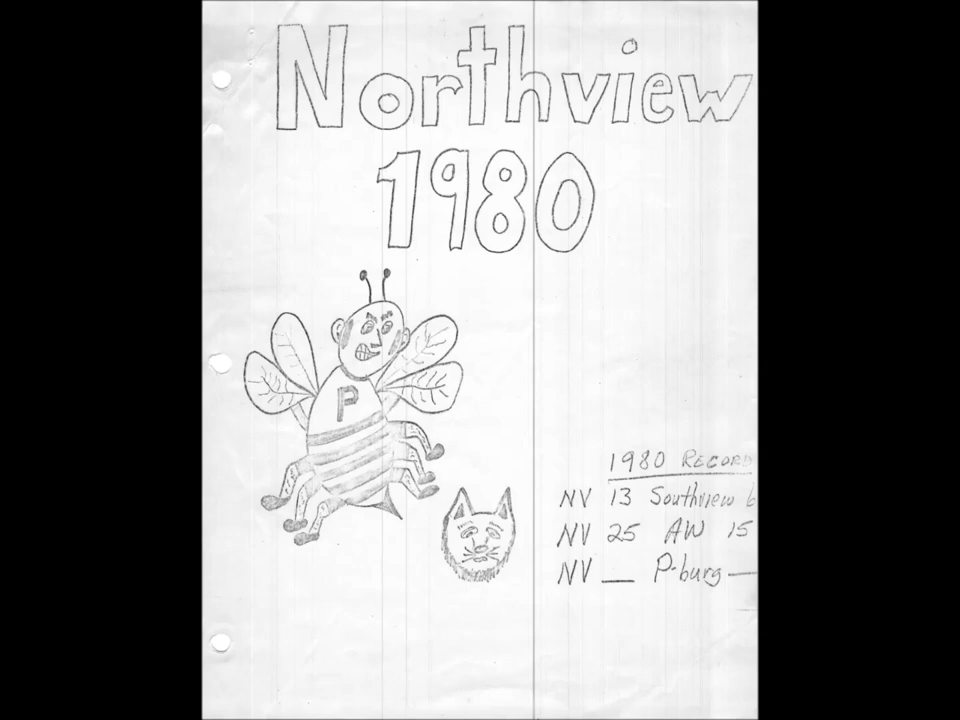 Northview
1980
P
1980 RECORD
NV 13 Southview 6
NV 25 AW 15
NV __ P-burg __